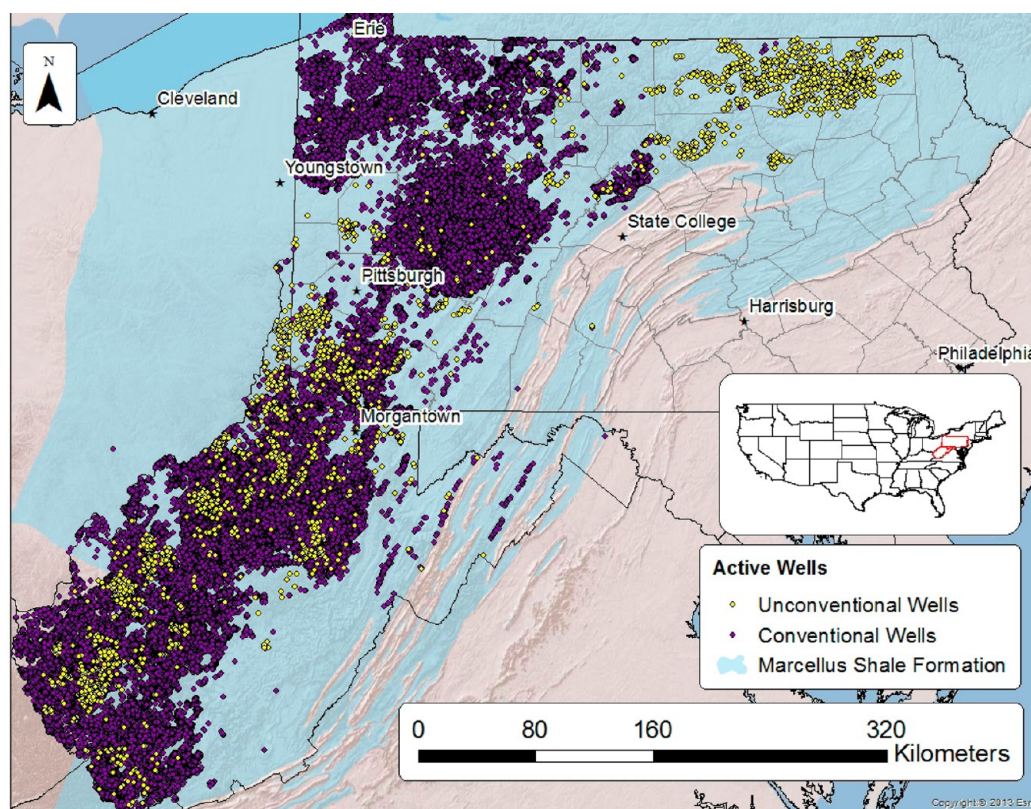 Erie
N
Cleveland
Youngstown
State College
Pittsburgh
Harrisburg
Philadelphia
Morgantown
Active Wells
Unconventional Wells
Conventional Wells
Marcellus Shale Formation
0 80 160 320
Kilometers
Copyright:© 2013 Esri